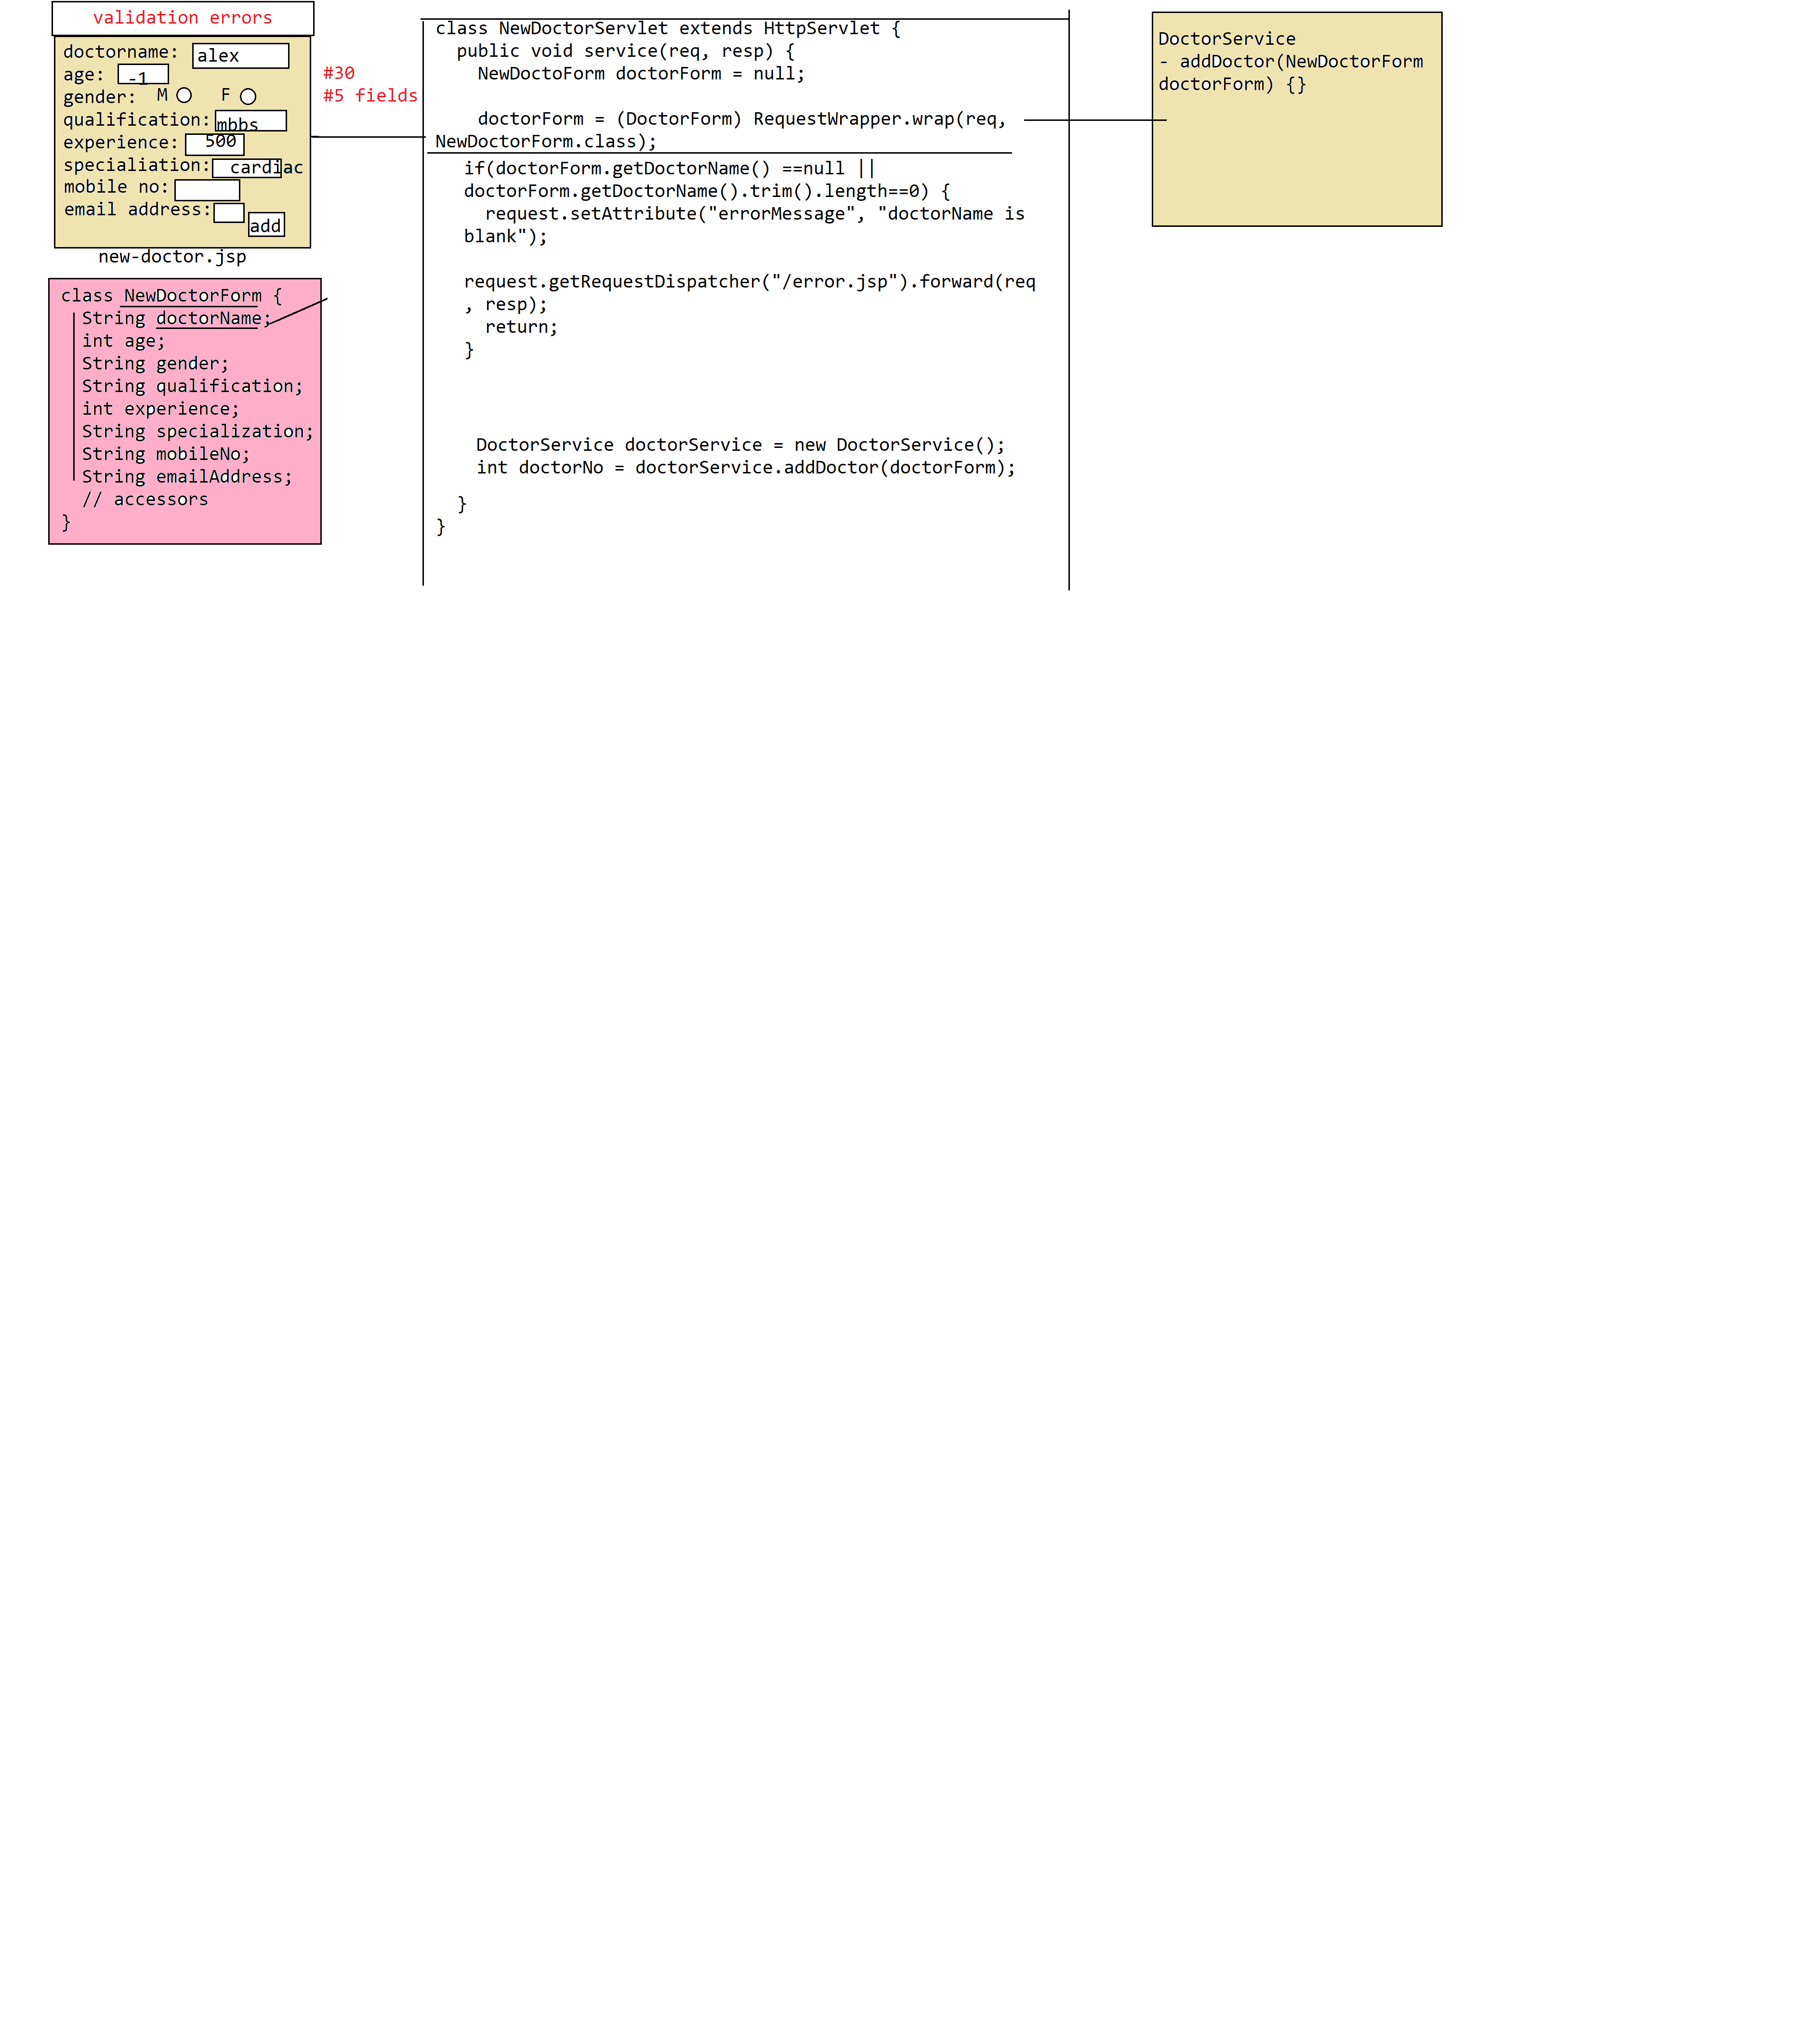 validation errors
doctorname: alex
age: -1
gender: M F
qualification: mbbs
experience: 500
specialiation: cardiac
mobile no:
email address:
add
new-doctor.jsp
#30
#5 fields
class NewDoctorForm {
String doctorName;
int age;
String gender;
String qualification;
int experience;
String specialization;
String mobileNo;
String emailAddress;
// accessors
}
class NewDoctorServlet extends HttpServlet {
public void service(req, resp) {
NewDoctoForm doctorForm = null;
doctorForm = (DoctorForm) RequestWrapper.wrap(req,
NewDoctorForm.class);
if(doctorForm.getDoctorName() ==null ||
doctorForm.getDoctorName().trim().length==0) {
request.setAttribute("errorMessage", "doctorName is
blank");
request.getRequestDispatcher("/error.jsp").forward(req
, resp);
return;
}
DoctorService doctorService = new DoctorService();
int doctorNo = doctorService.addDoctor(doctorForm);
}
}
DoctorService
- addDoctor(NewDoctorForm
doctorForm) {}